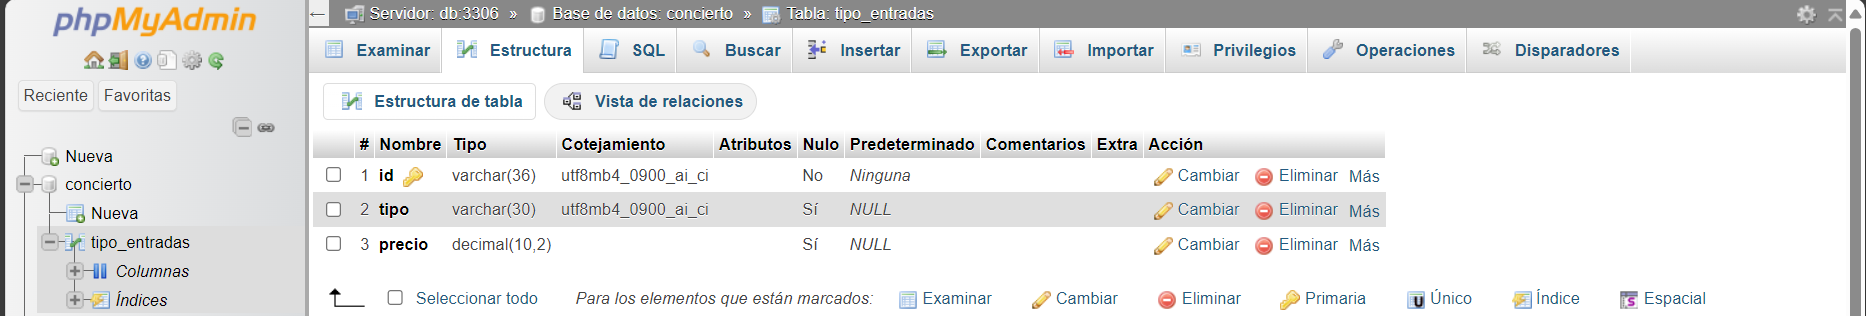 phpMyAdmin
Reciente Favoritas
Nueva
concierto
Nueva
tipo_entradas
Columnas
Índices
← Servidor: db:3306 » Base de datos: concierto » Tabla: tipo_entradas
Examinar Estructura SQL Buscar Insertar Exportar Importar Privilegios Operaciones Disparadores
Estructura de tabla Vista de relaciones
# Nombre Tipo Cotejamiento Atributos Nulo Predeterminado Comentarios Extra Acción
1 id varchar(36) utf8mb4_0900_ai_ci No Ninguna Cambiar Eliminar Más
2 tipo varchar(30) utf8mb4_0900_ai_ci Sí NULL Cambiar Eliminar Más
3 precio decimal(10,2) Sí NULL Cambiar Eliminar Más
Seleccionar todo Para los elementos que están marcados: Examinar Cambiar Eliminar Primaria Único Índice Espacial